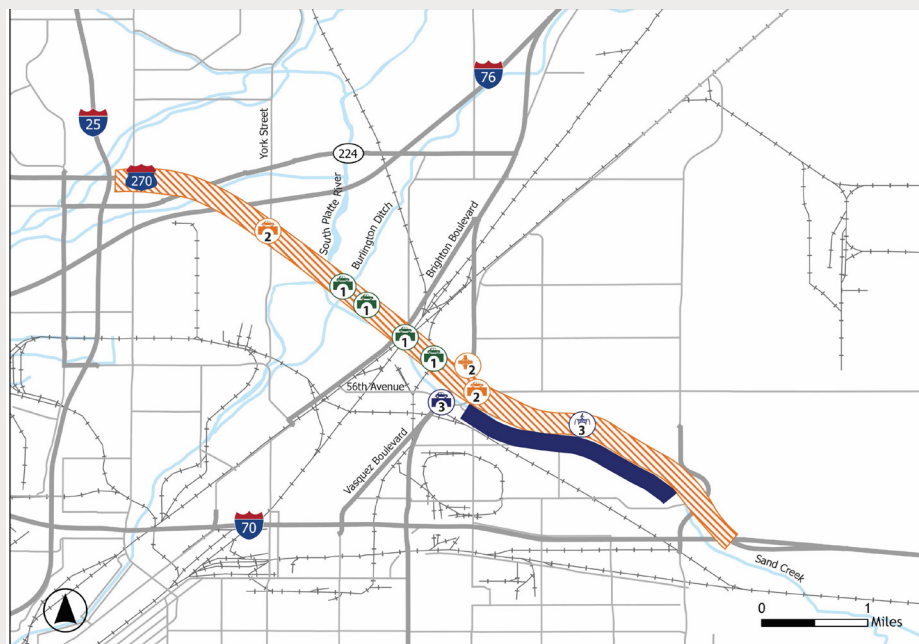 76
25
York Street
224
270
South Platte River
Burlington Ditch
Brighton Boulevard
2
1
1
1
1
2
56th Avenue
2
3
3
Vasquez Boulevard
70
Sand Creek
0
1
Miles